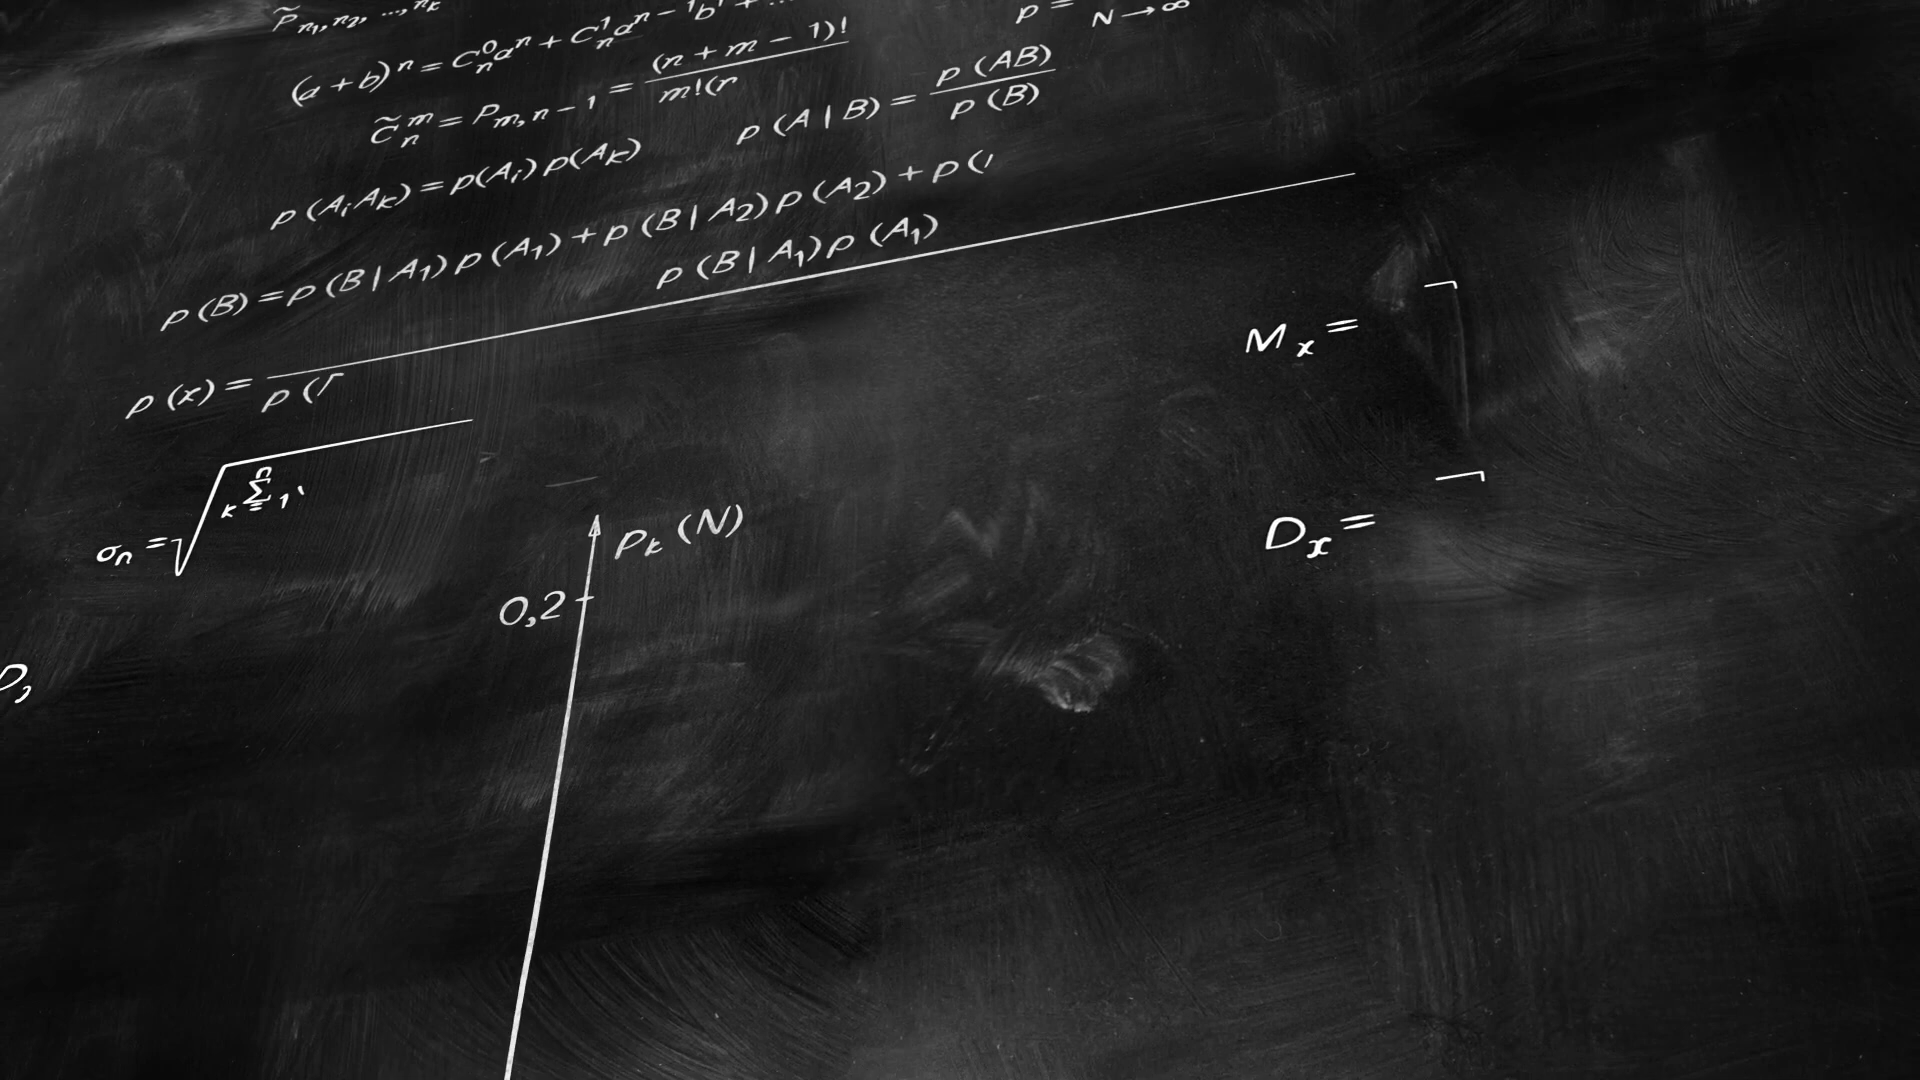 P̃ n₁, n₂, ..., nₖ
(a + b)ⁿ = C⁰ₙaⁿ + C¹ₙaⁿ⁻¹b¹ + ...
p = N → ∞
C̃ᵐₙ = P m, n − 1 = (n + m − 1)! / m!(
p (AᵢAₖ) = p(Aᵢ) p(Aₖ)
p (A | B) = p (AB) / p (B)
p (B) = p (B | A₁) p (A₁) + p (B | A₂) p (A₂) + p (
p (B | A₁) p (A₁)
p (x) = p (
σₙ = √ Σ n k = 1
Mₓ =
Dₓ =
Pₖ (N)
0,2